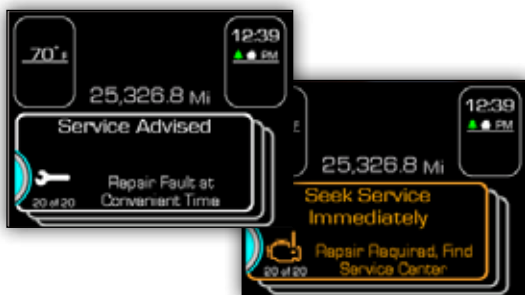 70° F
12:39
PM
25,326.8 Mi
Service Advised
Repair Fault at
Convenient Time
20 of 20
E
12:39
PM
25,326.8 Mi
Seek Service
Immediately
Repair Required, Find
Service Center
20 of 20